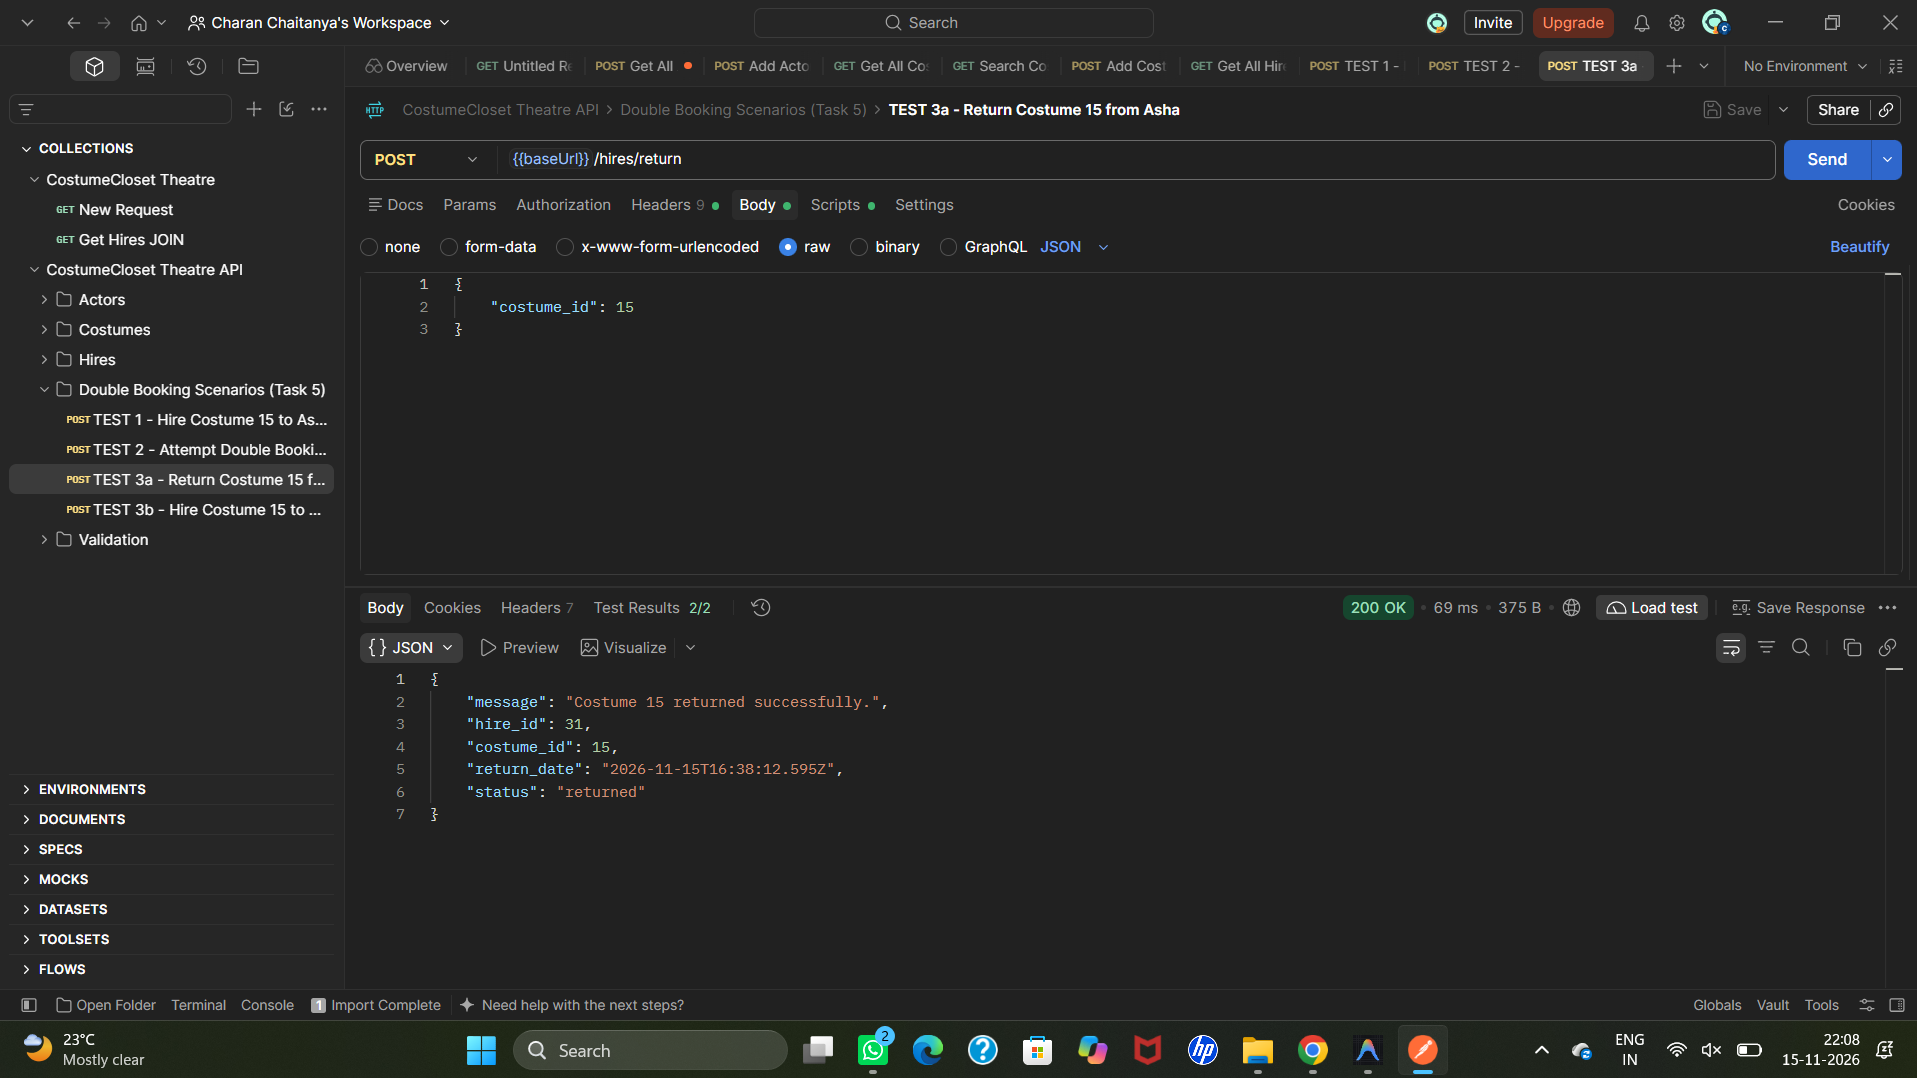 Charan Chaitanya's Workspace
Search
Invite
Upgrade
Overview
GET Untitled Re
POST Get All
POST Add Acto
GET Get All Co
GET Search Co
POST Add Cost
GET Get All Hir
POST TEST 1 -
POST TEST 2 -
POST TEST 3a
No Environment
HTTP
CostumeCloset Theatre API > Double Booking Scenarios (Task 5) > TEST 3a - Return Costume 15 from Asha
Save
Share
COLLECTIONS
CostumeCloset Theatre
GET New Request
GET Get Hires JOIN
CostumeCloset Theatre API
Actors
Costumes
Hires
Double Booking Scenarios (Task 5)
POST TEST 1 - Hire Costume 15 to As...
POST TEST 2 - Attempt Double Booki...
POST TEST 3a - Return Costume 15 f...
POST TEST 3b - Hire Costume 15 to ...
Validation
ENVIRONMENTS
DOCUMENTS
SPECS
MOCKS
DATASETS
TOOLSETS
FLOWS
POST
{{baseUrl}} /hires/return
Send
Docs
Params
Authorization
Headers 9
Body
Scripts
Settings
Cookies
none
form-data
x-www-form-urlencoded
raw
binary
GraphQL
JSON
Beautify
1 {
2 "costume_id": 15
3 }
Body
Cookies
Headers 7
Test Results 2/2
200 OK
69 ms
375 B
Load test
e.g. Save Response
{} JSON
Preview
Visualize
1 {
2 "message": "Costume 15 returned successfully.",
3 "hire_id": 31,
4 "costume_id": 15,
5 "return_date": "2026-11-15T16:38:12.595Z",
6 "status": "returned"
7 }
Open Folder
Terminal
Console
1 Import Complete
Need help with the next steps?
Globals
Vault
Tools
23°C
Mostly clear
Search
2
hp
ENG
IN
22:08
15-11-2026